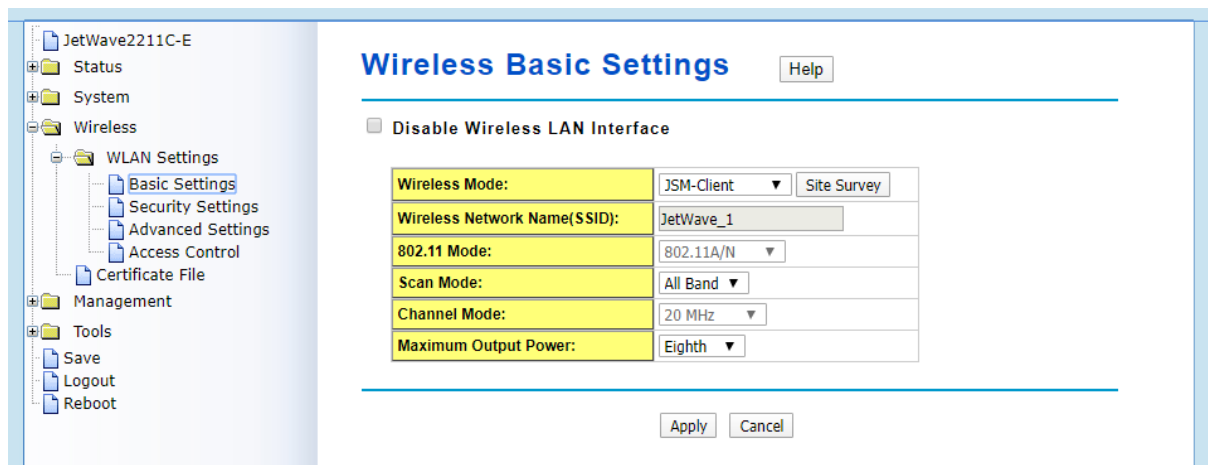 JetWave2211C-E
Status
System
Wireless
WLAN Settings
Basic Settings
Security Settings
Advanced Settings
Access Control
Certificate File
Management
Tools
Save
Logout
Reboot
Wireless Basic Settings Help
Disable Wireless LAN Interface
Wireless Mode: JSM-Client Site Survey
Wireless Network Name(SSID): JetWave_1
802.11 Mode: 802.11A/N
Scan Mode: All Band
Channel Mode: 20 MHz
Maximum Output Power: Eighth
Apply Cancel